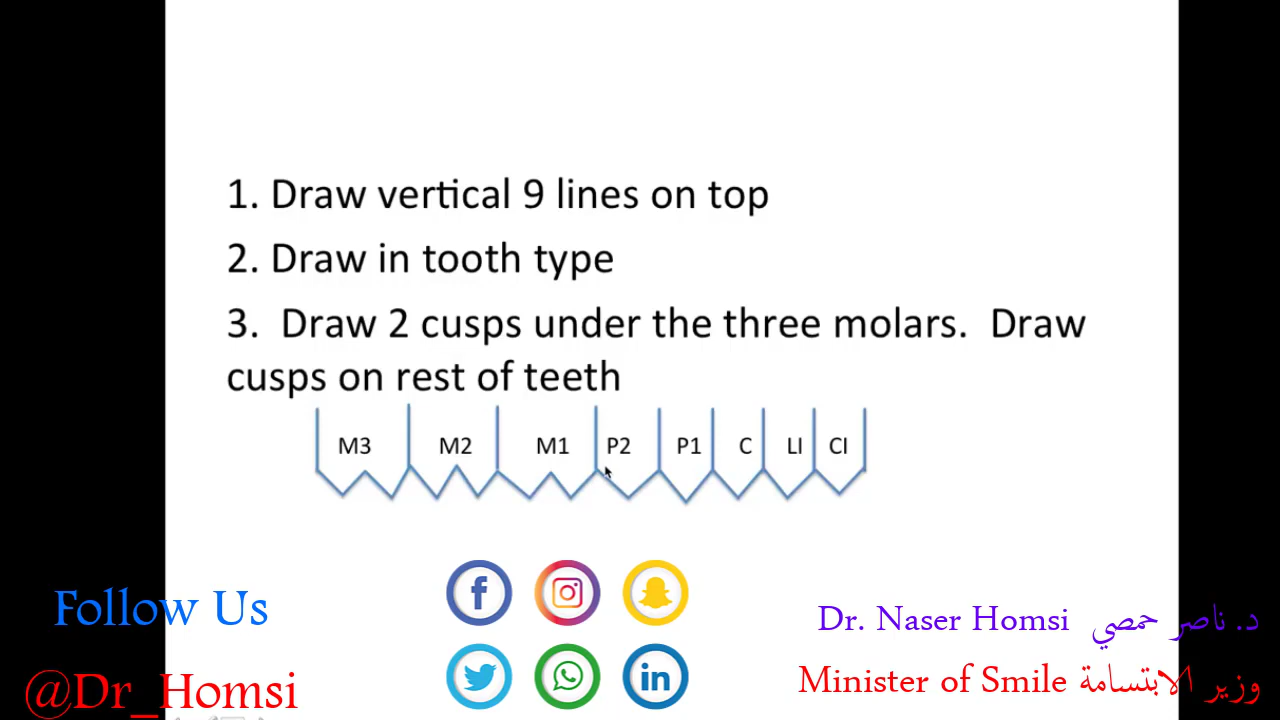 1. Draw vertical 9 lines on top
2. Draw in tooth type
3. Draw 2 cusps under the three molars. Draw
cusps on rest of teeth
M3 M2 M1 P2 P1 C LI CI
Follow Us
@Dr_Homsi
Dr. Naser Homsi د. ناصر حمصي
Minister of Smile وزير الابتسامة